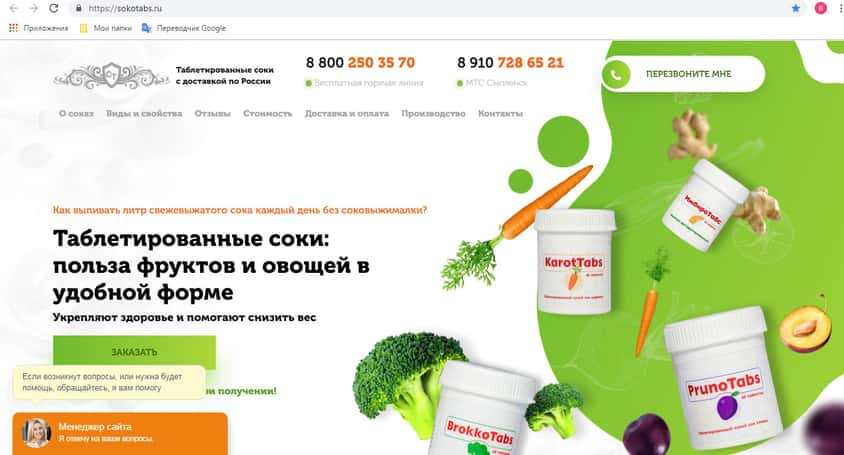 https://sokotabs.ru
Приложения
Мои папки
Переводчик Google
В
СТ
Таблетированные соки
с доставкой по России
8 800 250 35 70
Бесплатная горячая линия
8 910 728 65 21
МТС Смоленск
ПЕРЕЗВОНИТЕ МНЕ
О соках
Виды и свойства
Отзывы
Стоимость
Доставка и оплата
Производство
Контакты
Как выпивать литр свежевыжатого сока каждый день без соковыжималки?
Таблетированные соки:
польза фруктов и овощей в
удобной форме
Укрепляют здоровье и помогают снизить вес
ЗАКАЗАТЬ
ри получении!
Если возникнут вопросы, или нужна будет
помощь, обращайтесь, я вам помогу
Менеджер сайта
Я отвечу на ваши вопросы.
ИмбироТабс
KarotTabs
BrokkoTabs
PrunoTabs